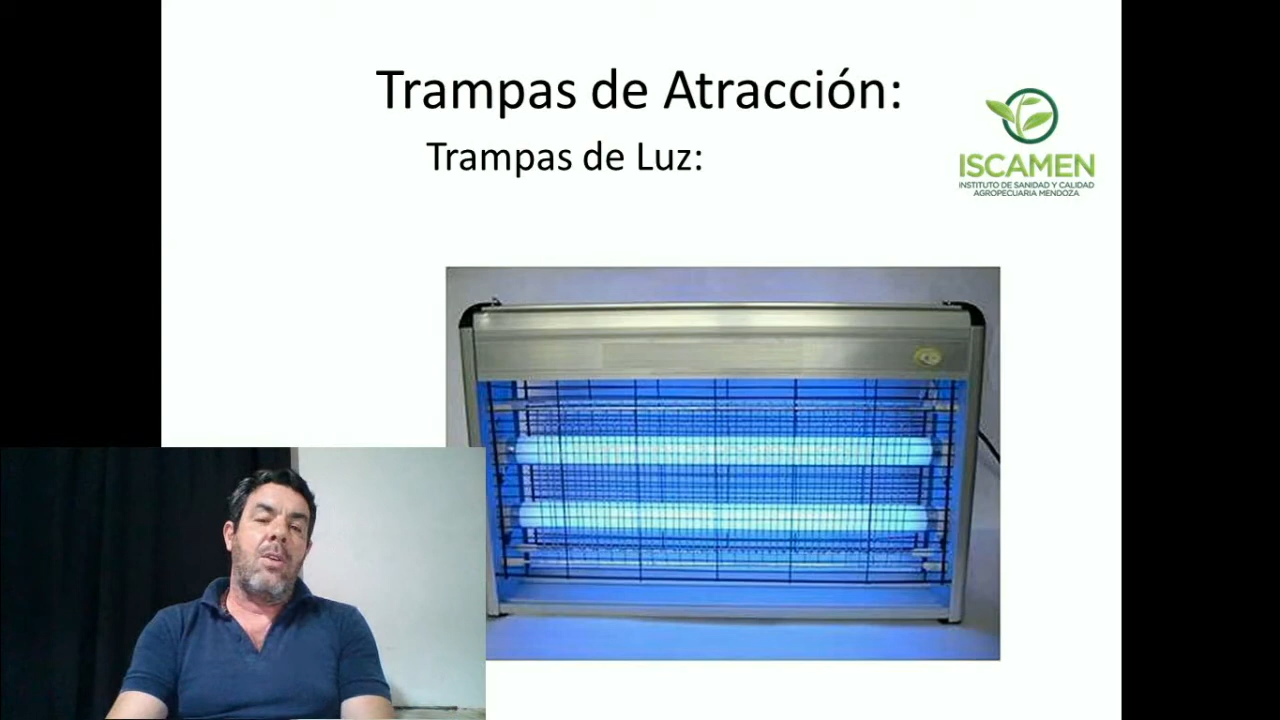 Trampas de Atracción:
Trampas de Luz:
ISCAMEN
INSTITUTO DE SANIDAD Y CALIDAD
AGROPECUARIA MENDOZA